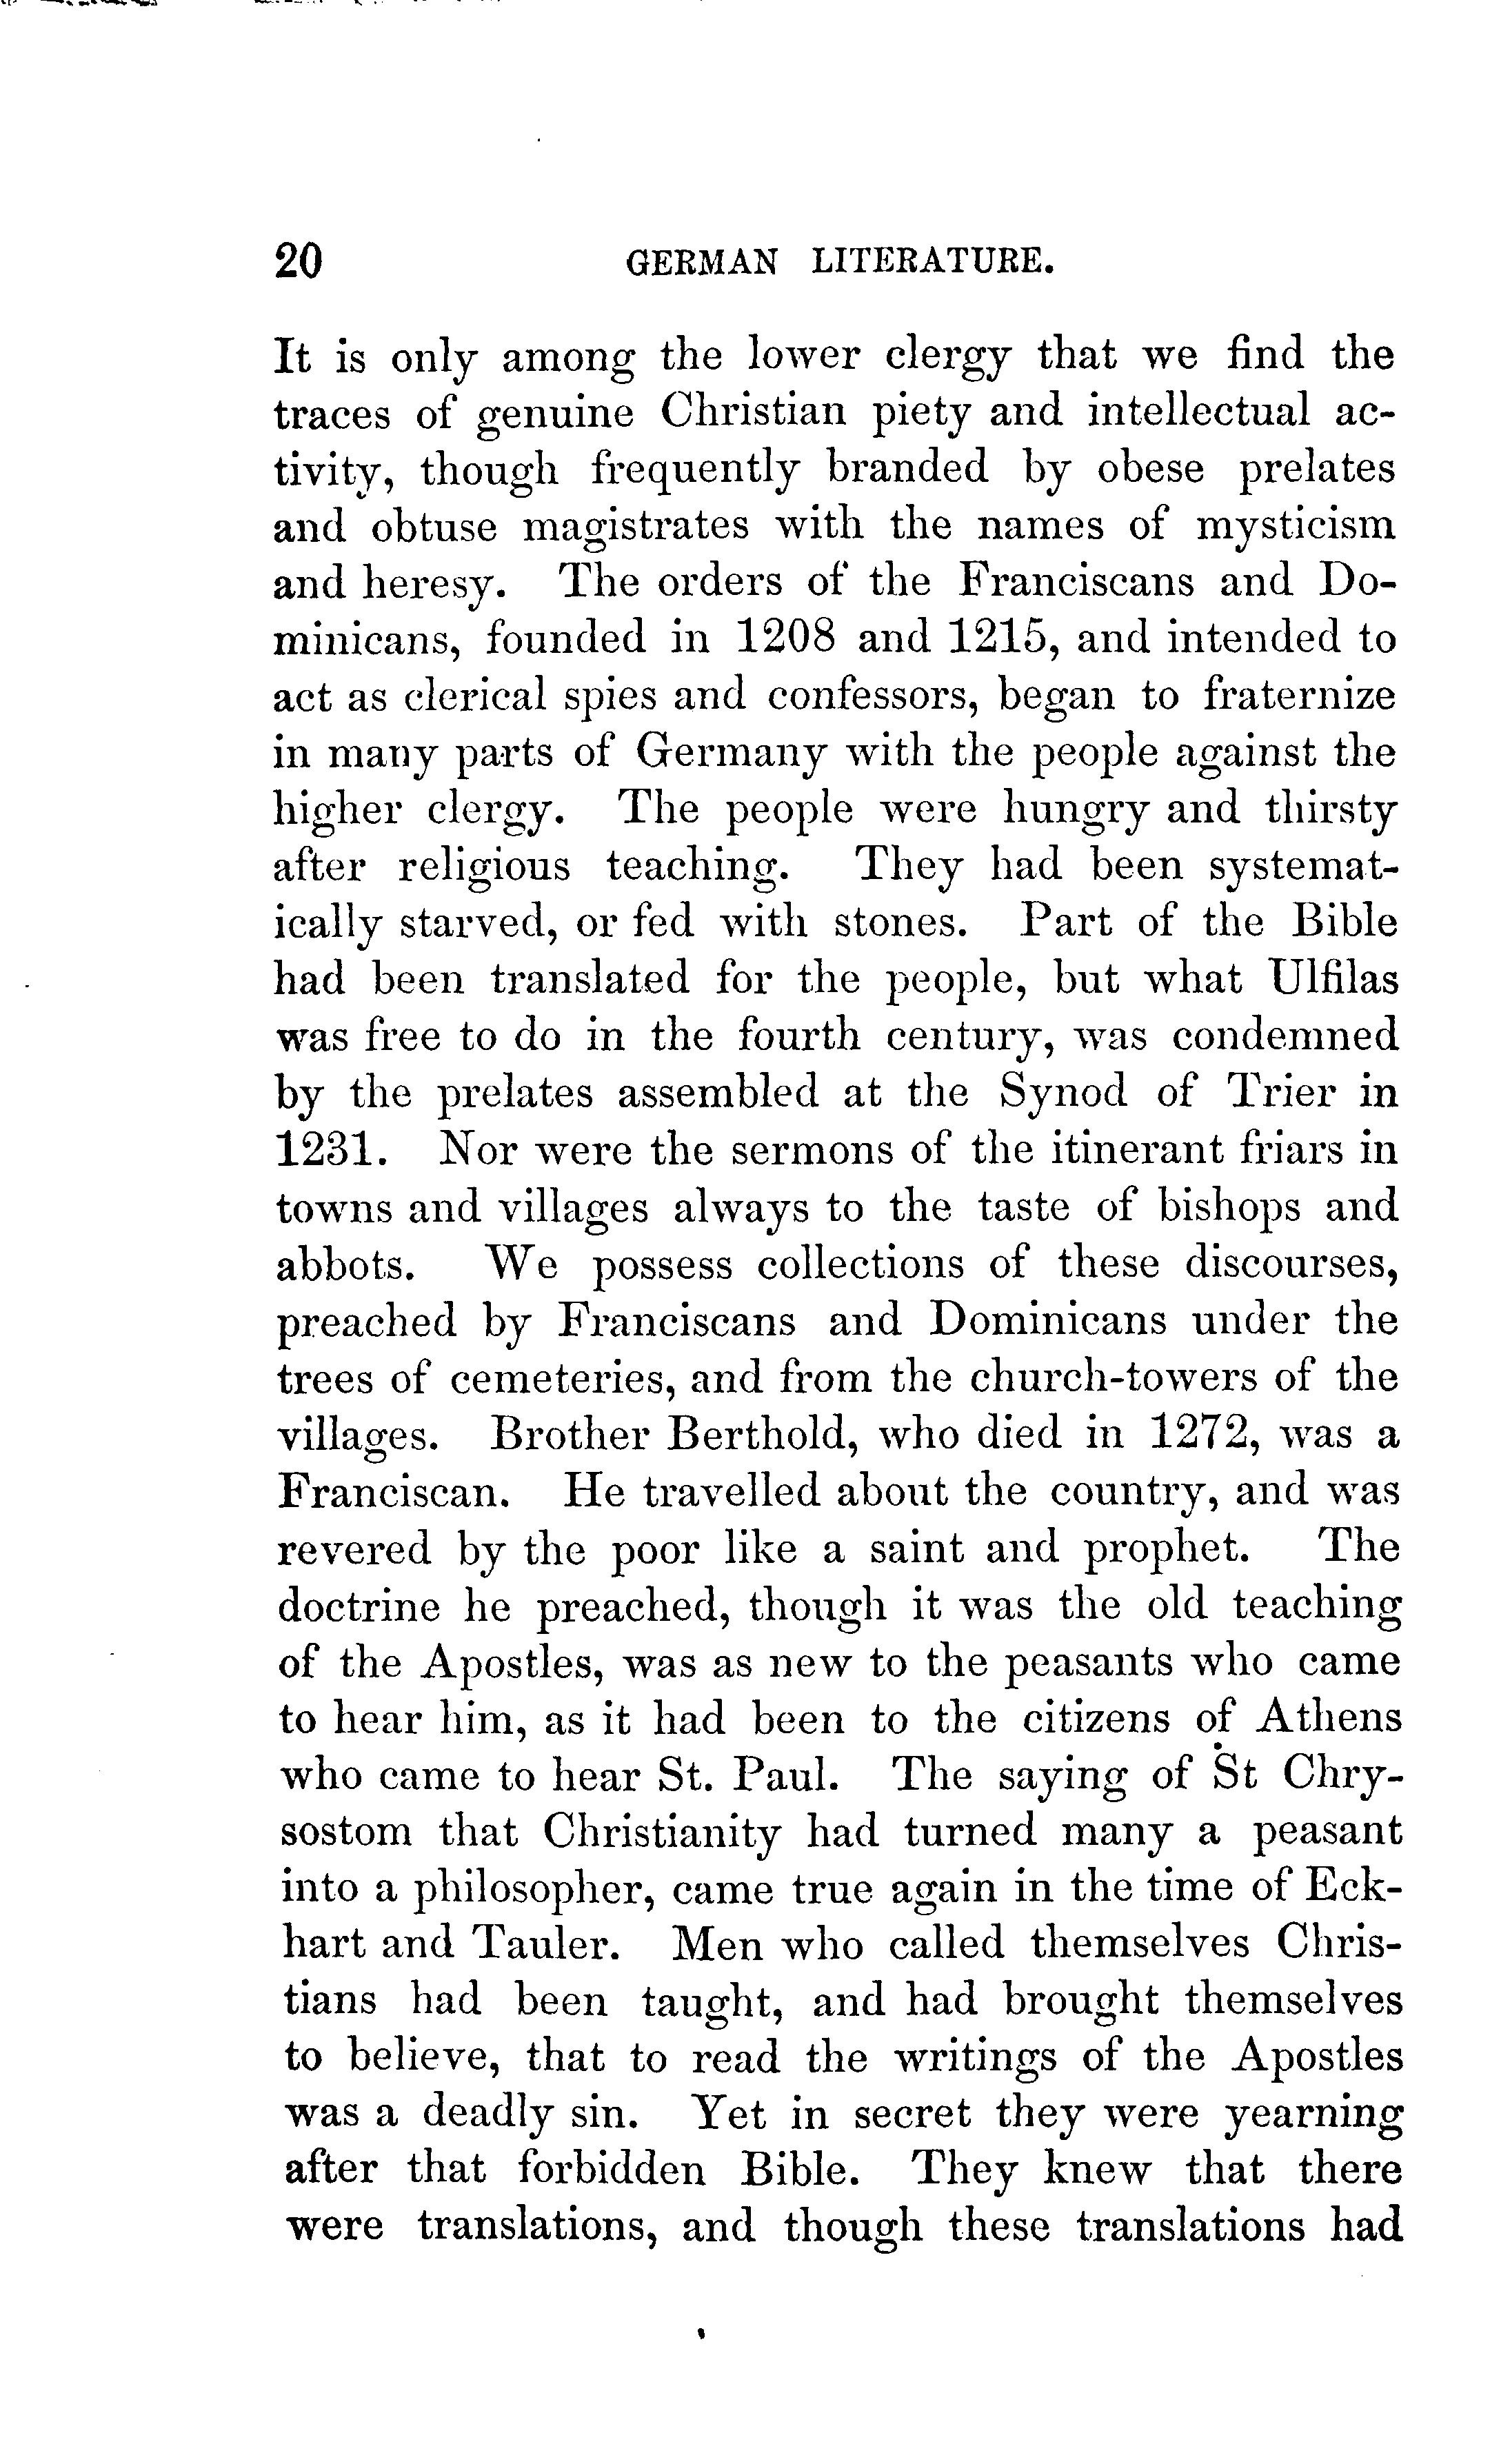 20 GERMAN LITERATURE.
It is only among the lower clergy that we find the
traces of genuine Christian piety and intellectual ac-
tivity, though frequently branded by obese prelates
and obtuse magistrates with the names of mysticism
and heresy. The orders of the Franciscans and Do-
minicans, founded in 1208 and 1215, and intended to
act as clerical spies and confessors, began to fraternize
in many parts of Germany with the people against the
higher clergy. The people were hungry and thirsty
after religious teaching. They had been systemat-
ically starved, or fed with stones. Part of the Bible
had been translated for the people, but what Ulfilas
was free to do in the fourth century, was condemned
by the prelates assembled at the Synod of Trier in
1231. Nor were the sermons of the itinerant friars in
towns and villages always to the taste of bishops and
abbots. We possess collections of these discourses,
preached by Franciscans and Dominicans under the
trees of cemeteries, and from the church-towers of the
villages. Brother Berthold, who died in 1272, was a
Franciscan. He travelled about the country, and was
revered by the poor like a saint and prophet. The
doctrine he preached, though it was the old teaching
of the Apostles, was as new to the peasants who came
to hear him, as it had been to the citizens of Athens
who came to hear St. Paul. The saying of St Chry-
sostom that Christianity had turned many a peasant
into a philosopher, came true again in the time of Eck-
hart and Tauler. Men who called themselves Chris-
tians had been taught, and had brought themselves
to believe, that to read the writings of the Apostles
was a deadly sin. Yet in secret they were yearning
after that forbidden Bible. They knew that there
were translations, and though these translations had